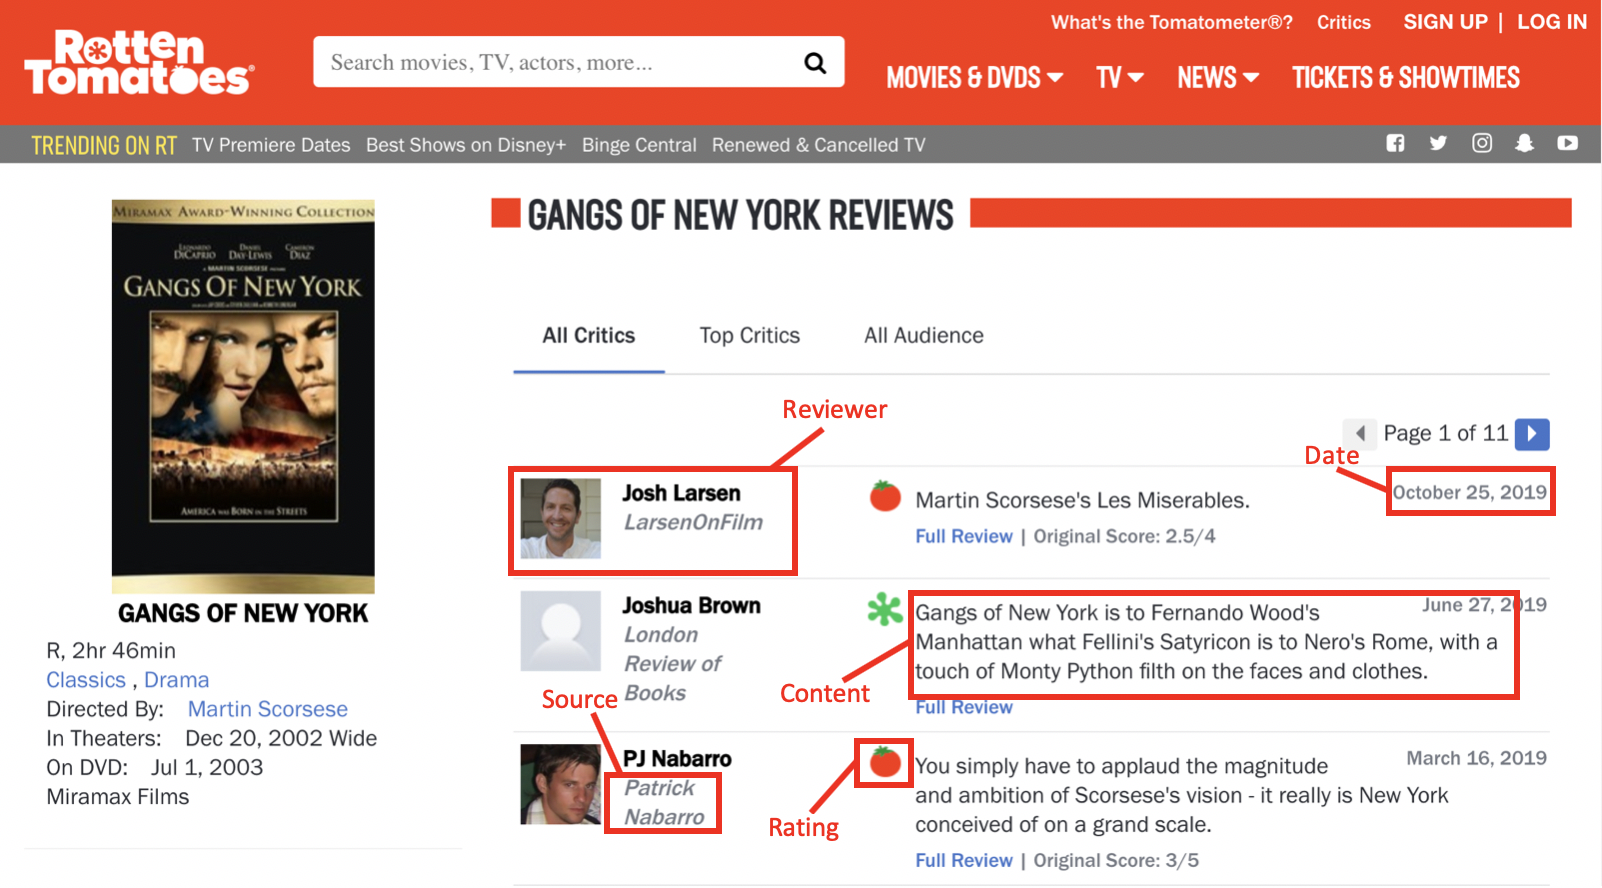 What's the Tomatometer®? Critics SIGN UP | LOG IN
Rotten
Tomatoes
Search movies, TV, actors, more...
MOVIES & DVDS TV NEWS TICKETS & SHOWTIMES
TRENDING ON RT TV Premiere Dates Best Shows on Disney+ Binge Central Renewed & Cancelled TV
MIRAMAX AWARD-WINNING COLLECTION
LEONARDO DICAPRIO DANIEL DAY-LEWIS CAMERON DIAZ
A MARTIN SCORSESE PICTURE
GANGS OF NEW YORK
AMERICA WAS BORN IN THE STREETS
GANGS OF NEW YORK
R, 2hr 46min
Classics , Drama
Directed By: Martin Scorsese
In Theaters: Dec 20, 2002 Wide
On DVD: Jul 1, 2003
Miramax Films
GANGS OF NEW YORK REVIEWS
All Critics Top Critics All Audience
Reviewer
Page 1 of 11
Date
Josh Larsen
LarsenOnFilm
Martin Scorsese's Les Miserables.
October 25, 2019
Full Review | Original Score: 2.5/4
Joshua Brown
London
Review of
Books
Gangs of New York is to Fernando Wood's
June 27, 2019
Manhattan what Fellini's Satyricon is to Nero's Rome, with a
touch of Monty Python filth on the faces and clothes.
Content
Full Review
Source
PJ Nabarro
Patrick
Nabarro
Rating
You simply have to applaud the magnitude
March 16, 2019
and ambition of Scorsese's vision - it really is New York
conceived of on a grand scale.
Full Review | Original Score: 3/5